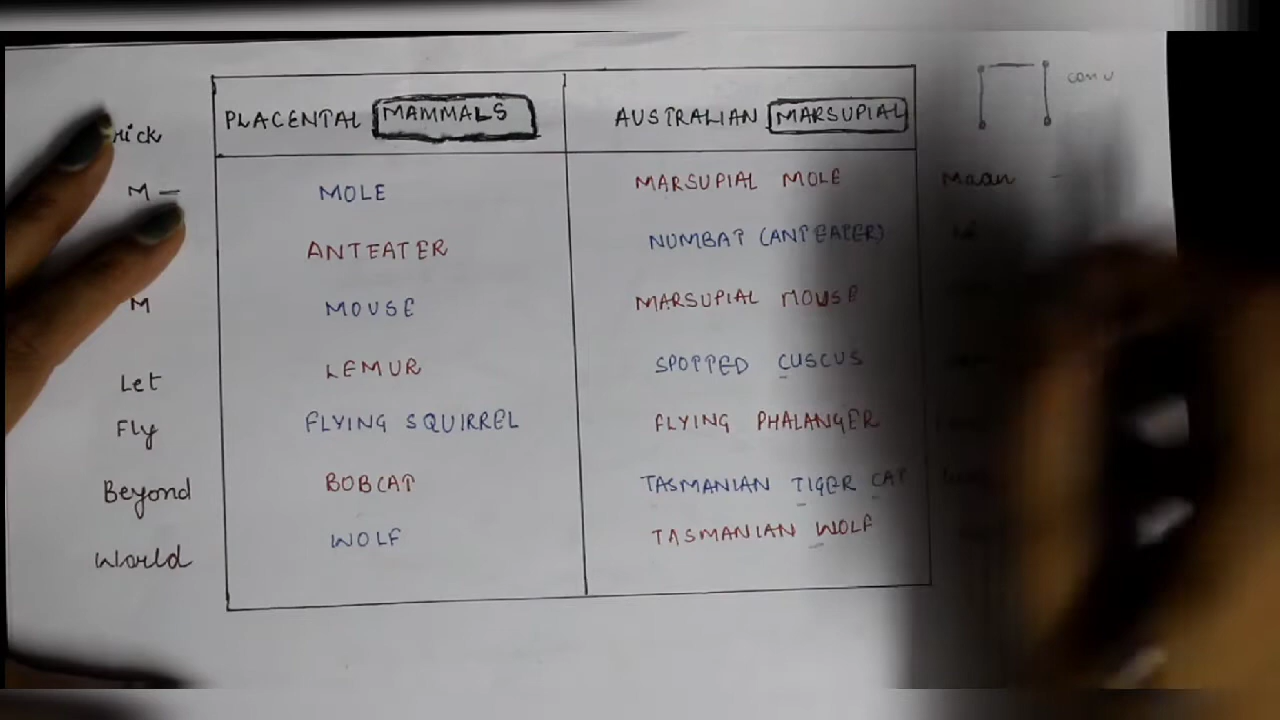 PLACENTAL MAMMALS AUSTRALIAN MARSUPIAL
M — MOLE MARSUPIAL MOLE Maan
ANTEATER NUMBAT (ANTEATER)
M MOUSE MARSUPIAL MOUSE
Let LEMUR SPOTTED CUSCUS
Fly FLYING SQUIRREL FLYING PHALANGER
Beyond BOBCAT TASMANIAN TIGER CAT
World WOLF TASMANIAN WOLF